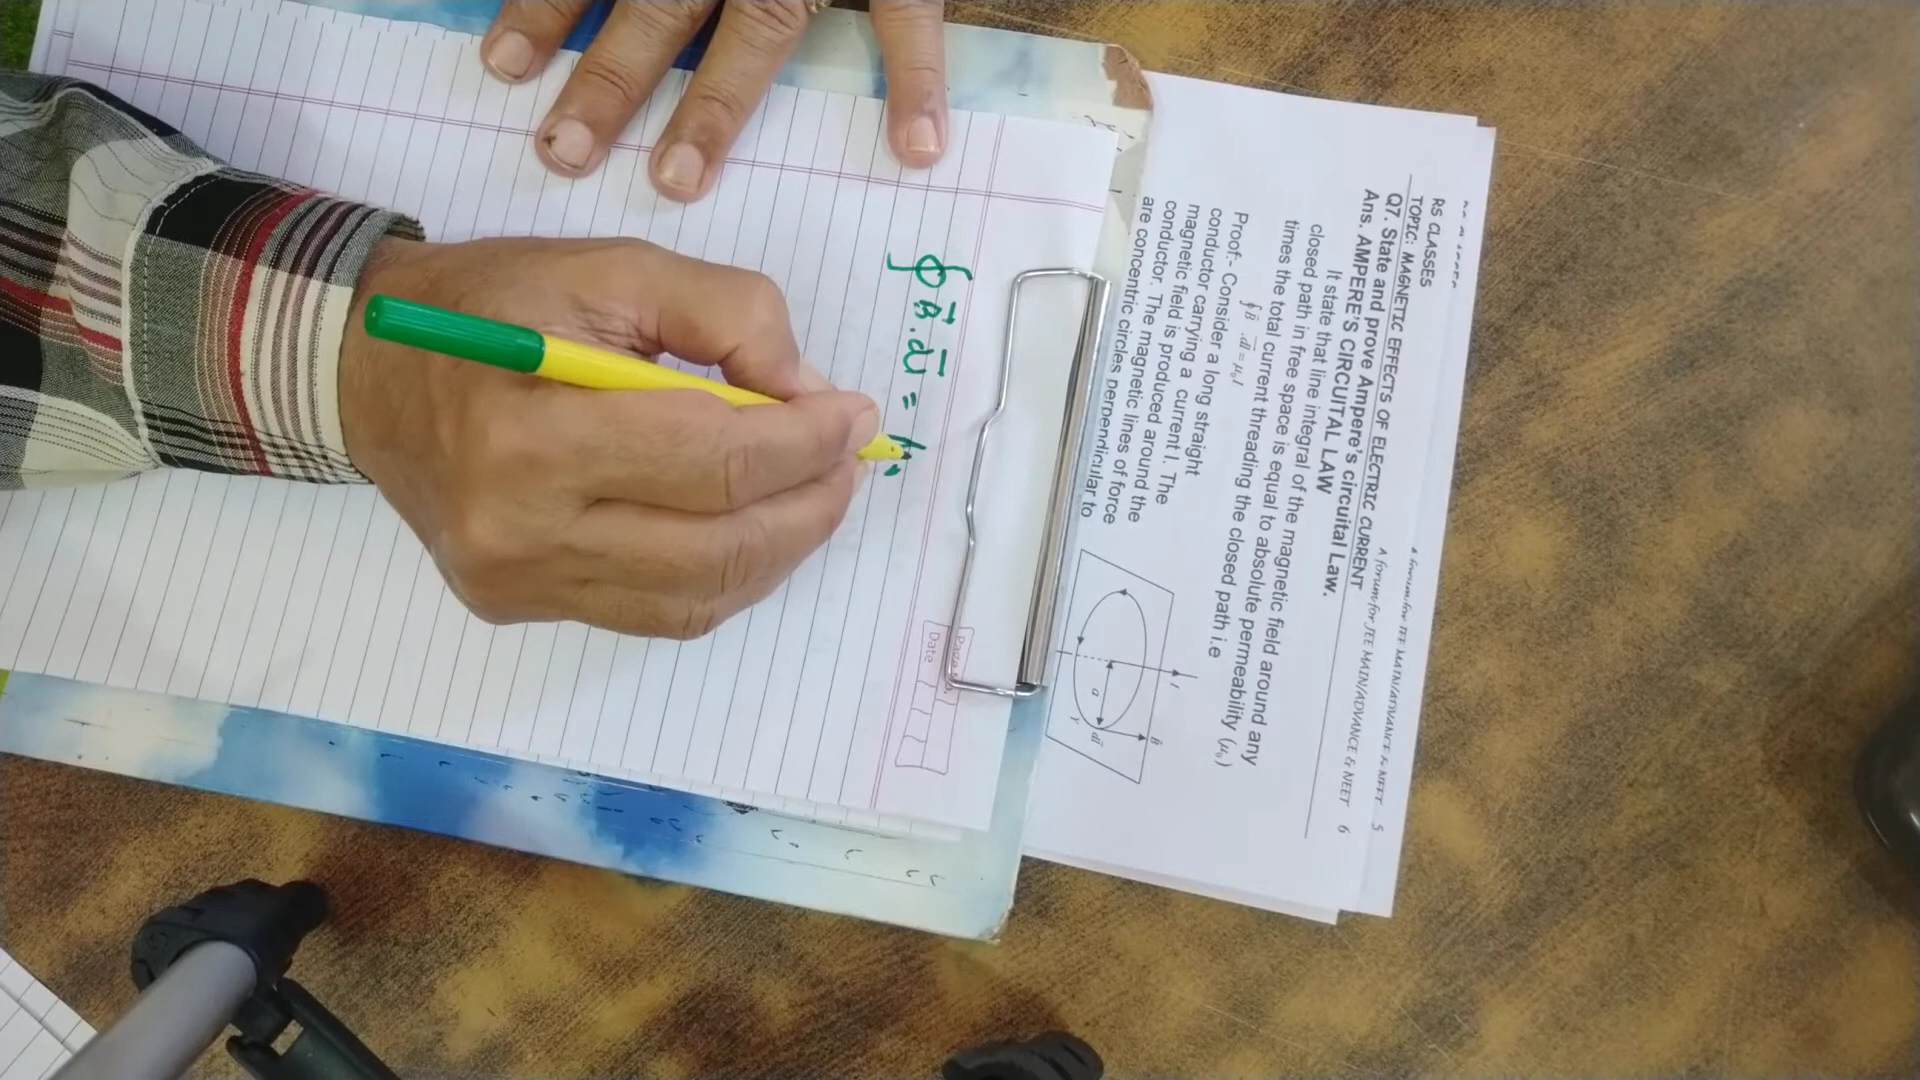 RS CLASSES
A forum for JEE MAIN/ADVANCE & NEET 6
TOPIC: MAGNETIC EFFECTS OF ELECTRIC CURRENT
Q7. State and prove Ampere's circuital Law.
Ans. AMPERE'S CIRCUITAL LAW
It state that line integral of the magnetic field around any
closed path in free space is equal to absolute permeability (μ₀)
times the total current threading the closed path i.e
∮B⃗ .dl = μ₀I
Proof:- Consider a long straight
conductor carrying a current I. The
magnetic field is produced around the
conductor. The magnetic lines of force
are concentric circles perpendicular to
I
B⃗
a
dl⃗
r
Date
∮B⃗.dl⃗ =